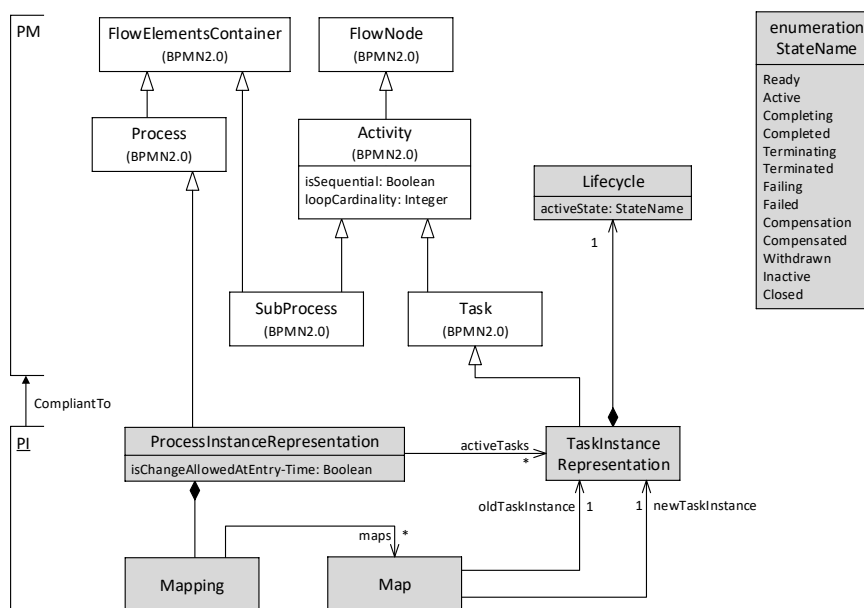 PM
FlowElementsContainer
(BPMN2.0)
FlowNode
(BPMN2.0)
enumeration
StateName
Ready
Active
Completing
Completed
Terminating
Terminated
Failing
Failed
Compensation
Compensated
Withdrawn
Inactive
Closed
Process
(BPMN2.0)
Activity
(BPMN2.0)
isSequential: Boolean
loopCardinality: Integer
Lifecycle
activeState: StateName
1
SubProcess
(BPMN2.0)
Task
(BPMN2.0)
CompliantTo
PI
ProcessInstanceRepresentation
isChangeAllowedAtEntry-Time: Boolean
activeTasks
*
TaskInstance
Representation
oldTaskInstance
1
1
newTaskInstance
maps
*
Mapping
Map